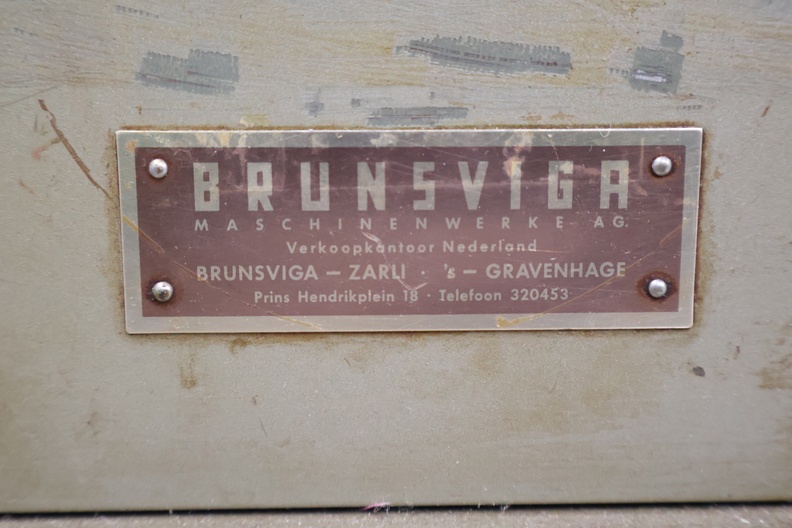 BRUNSVIGA
MASCHINENWERKE AG.
Verkoopkantoor Nederland
BRUNSVIGA – ZARLI · 's – GRAVENHAGE
Prins Hendrikplein 18 · Telefoon 320453